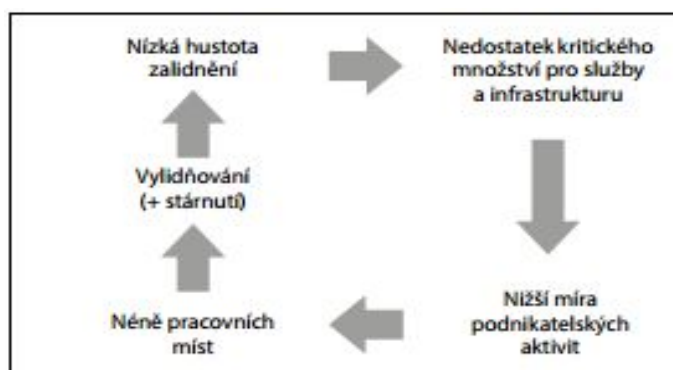 Nízká hustota
zalidnění
Nedostatek kritického
množství pro služby
a infrastrukturu
Nižší míra
podnikatelských
aktivit
Néně pracovních
míst
Vylidňování
(+ stárnutí)